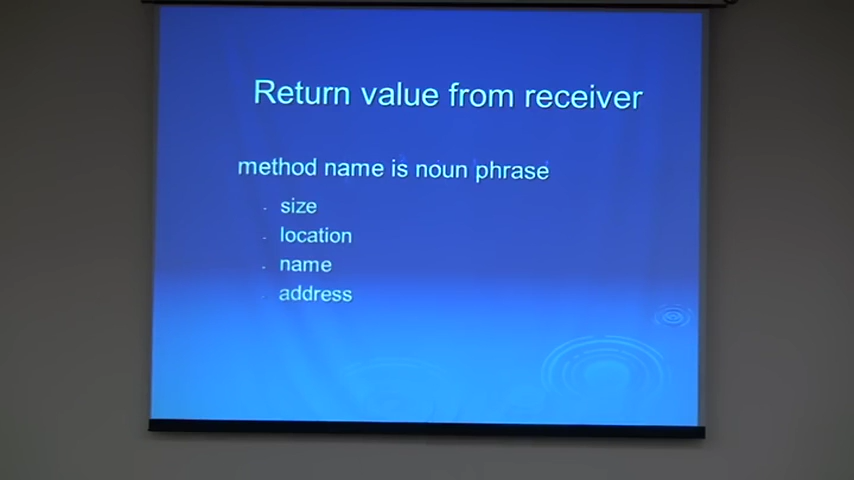 Return value from receiver
method name is noun phrase
- size
- location
- name
- address